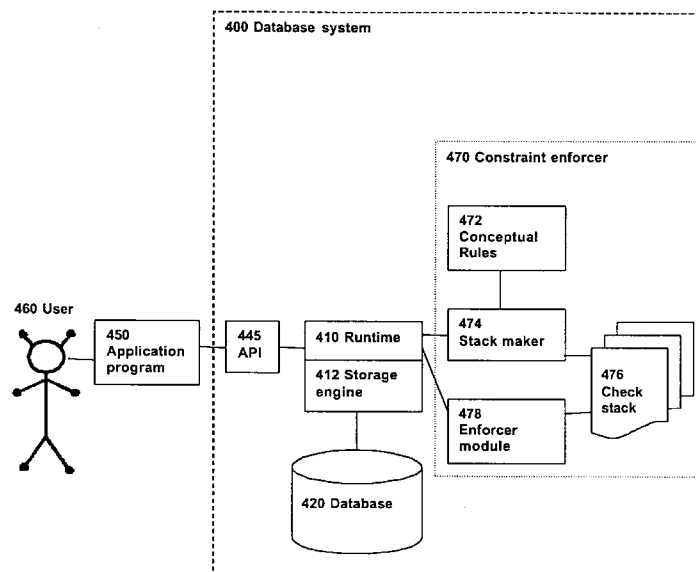 400 Database system
470 Constraint enforcer
472
Conceptual
Rules
460 User
450
Application
program
445
API
410 Runtime
412 Storage
engine
474
Stack maker
476
Check
stack
478
Enforcer
module
420 Database